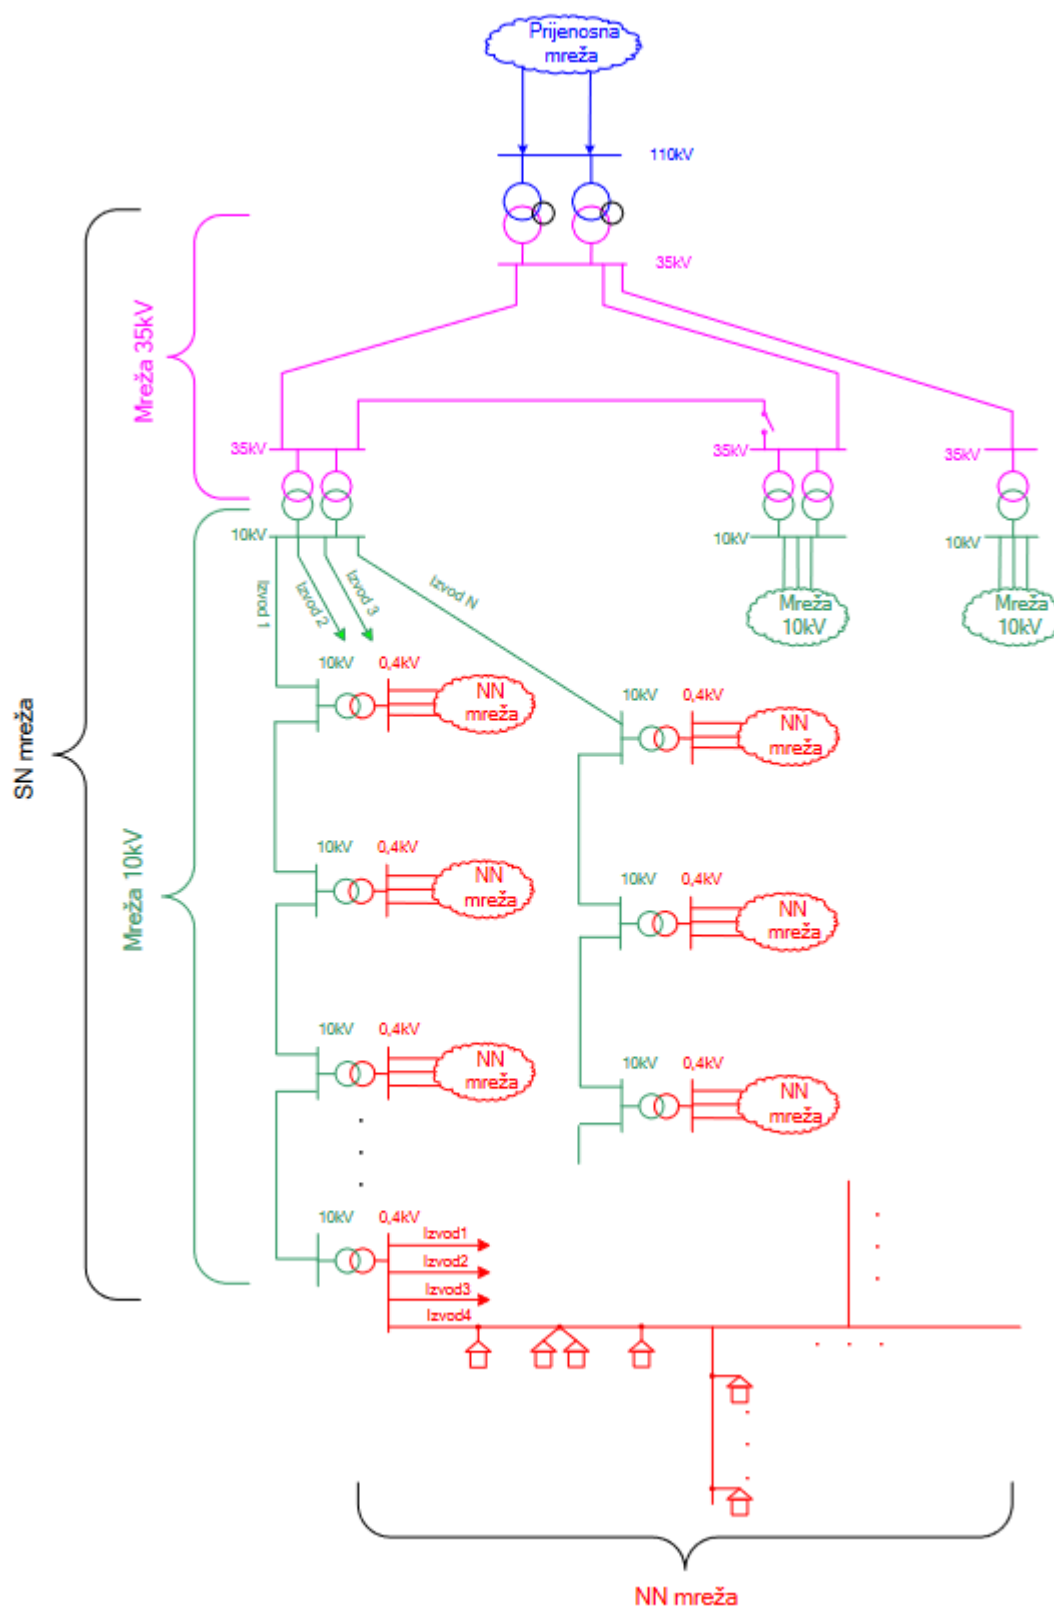 Prijenosna
mreža
110kV
35kV
Mreža 35kV
35kV
35kV
35kV
10kV
10kV
10kV
Izvod 1
Izvod 2
Izvod 3
Izvod N
Mreža
10kV
Mreža
10kV
SN mreža
Mreža 10kV
10kV
0,4kV
NN
mreža
10kV
0,4kV
NN
mreža
10kV
0,4kV
NN
mreža
10kV
0,4kV
NN
mreža
10kV
0,4kV
NN
mreža
10kV
0,4kV
NN
mreža
10kV
0,4kV
Izvod1
Izvod2
Izvod3
Izvod4
NN mreža